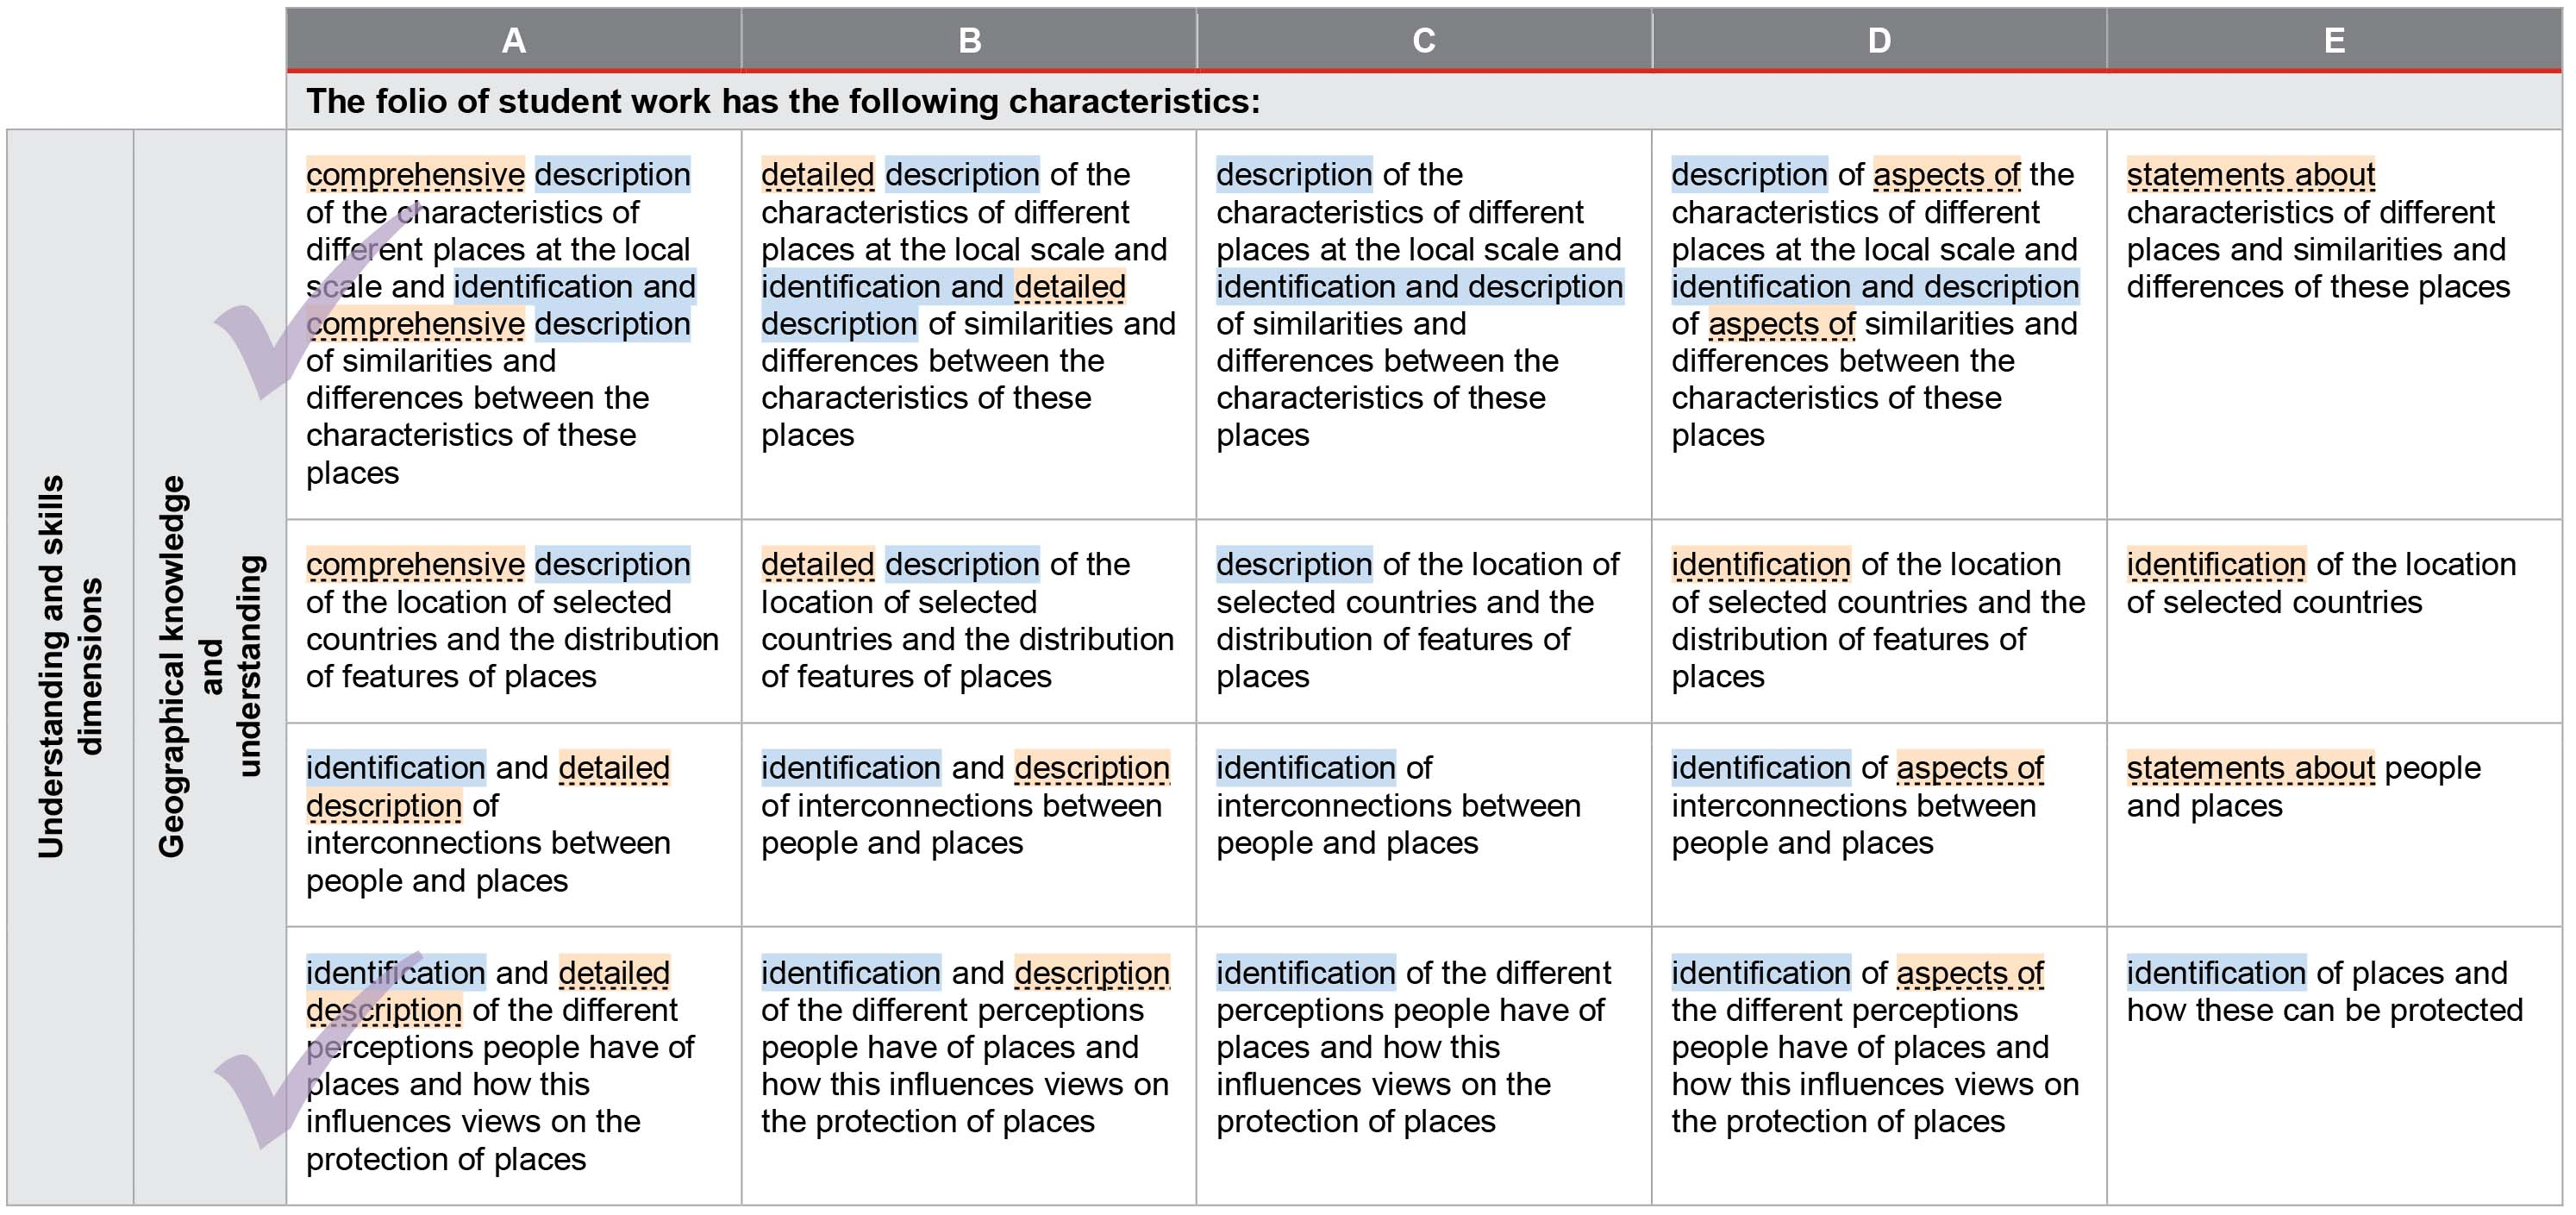 A B C D E
The folio of student work has the following characteristics:
Understanding and skills
dimensions
Geographical knowledge
and
understanding
comprehensive description
of the characteristics of
different places at the local
scale and identification and
comprehensive description
of similarities and
differences between the
characteristics of these
places
detailed description of the
characteristics of different
places at the local scale and
identification and detailed
description of similarities and
differences between the
characteristics of these
places
description of the
characteristics of different
places at the local scale and
identification and description
of similarities and
differences between the
characteristics of these
places
description of aspects of the
characteristics of different
places at the local scale and
identification and description
of aspects of similarities and
differences between the
characteristics of these
places
statements about
characteristics of different
places and similarities and
differences of these places
comprehensive description
of the location of selected
countries and the distribution
of features of places
detailed description of the
location of selected
countries and the distribution
of features of places
description of the location of
selected countries and the
distribution of features of
places
identification of the location
of selected countries and the
distribution of features of
places
identification of the location
of selected countries
identification and detailed
description of
interconnections between
people and places
identification and description
of interconnections between
people and places
identification of
interconnections between
people and places
identification of aspects of
interconnections between
people and places
statements about people
and places
identification and detailed
description of the different
perceptions people have of
places and how this
influences views on the
protection of places
identification and description
of the different perceptions
people have of places and
how this influences views on
the protection of places
identification of the different
perceptions people have of
places and how this
influences views on the
protection of places
identification of aspects of
the different perceptions
people have of places and
how this influences views on
the protection of places
identification of places and
how these can be protected